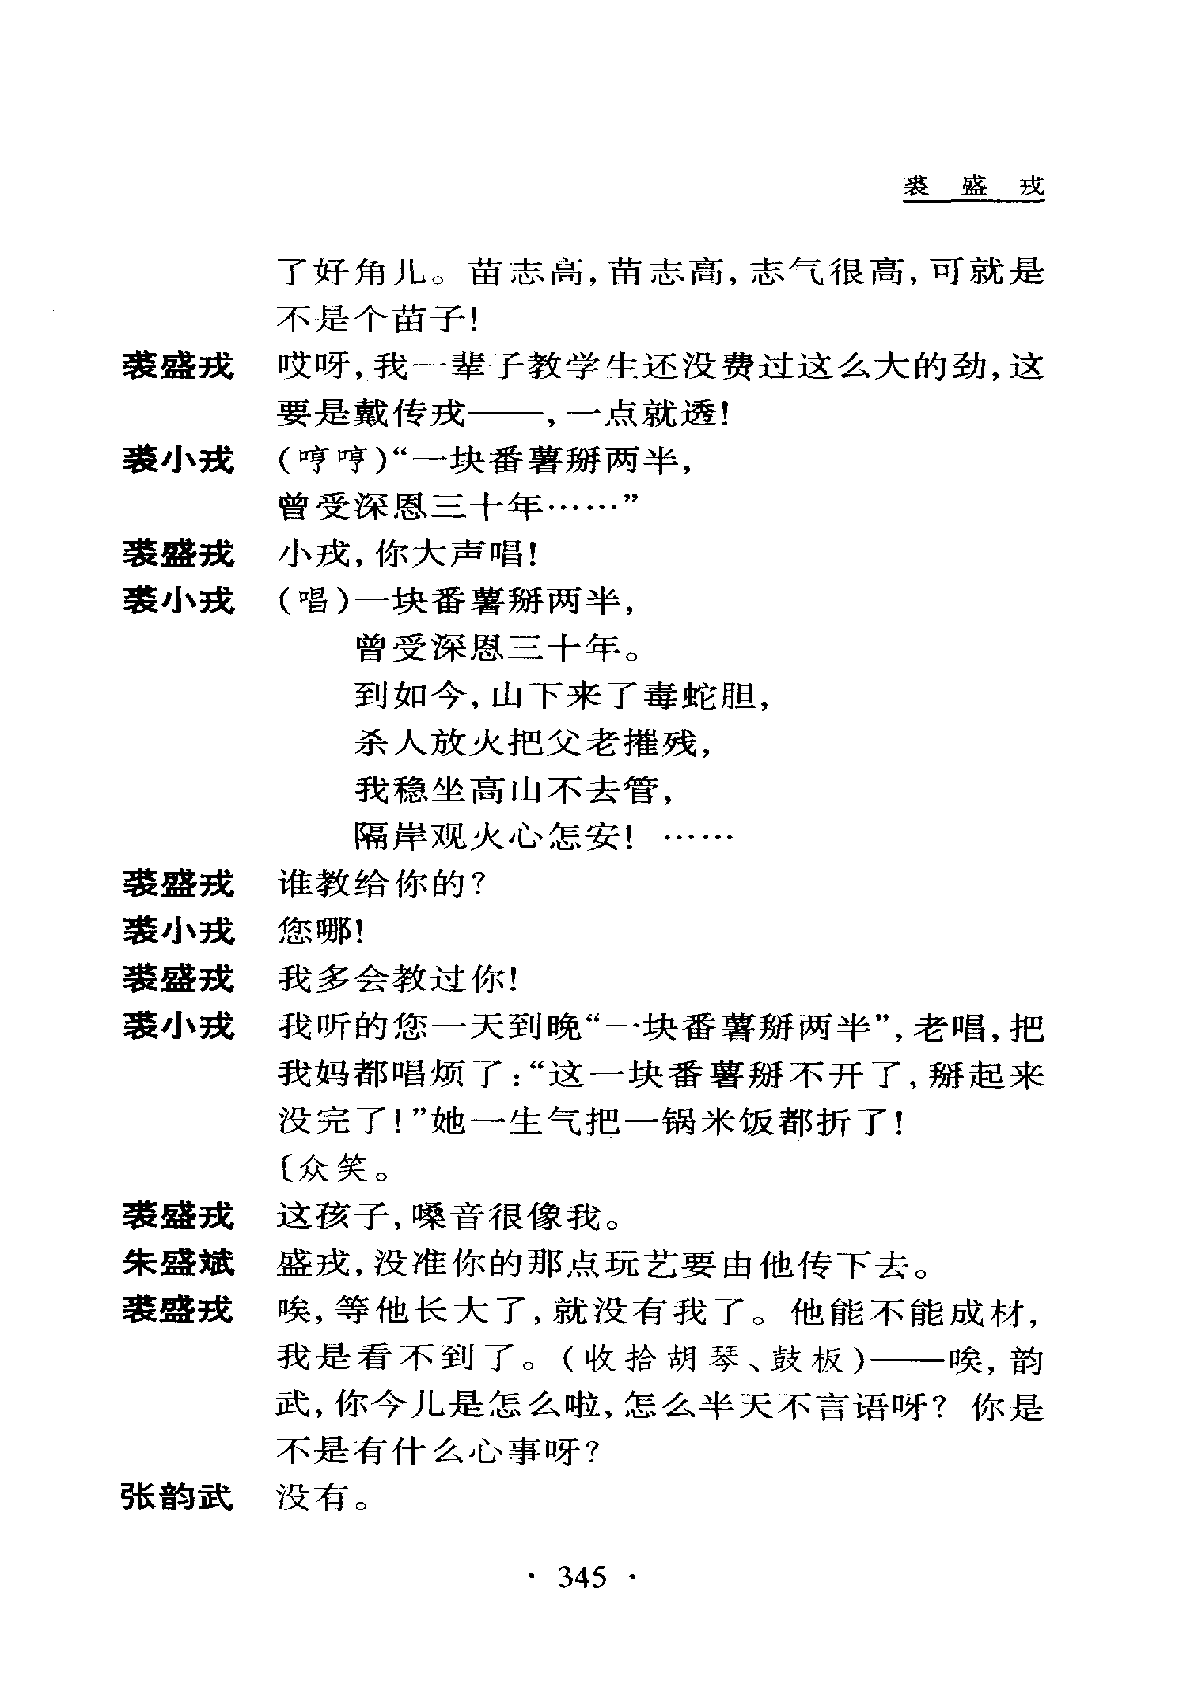 裘 盛 戎
了好角儿。苗志高,苗志高,志气很高,可就是
不是个苗子!
裘盛戎 哎呀,我一辈子教学生还没费过这么大的劲,这
要是戴传戎——,一点就透!
裘小戎 (哼哼)“一块番薯掰两半,
曾受深恩三十年……”
裘盛戎 小戎,你大声唱!
裘小戎 (唱)一块番薯掰两半,
曾受深恩三十年。
到如今,山下来了毒蛇胆,
杀人放火把父老摧残,
我稳坐高山不去管,
隔岸观火心怎安! ……
裘盛戎 谁教给你的?
裘小戎 您哪!
裘盛戎 我多会教过你!
裘小戎 我听的您一天到晚“一块番薯掰两半”,老唱,把
我妈都唱烦了:“这一块番薯掰不开了,掰起来
没完了!”她一生气把一锅米饭都折了!
〔众笑。
裘盛戎 这孩子,嗓音很像我。
朱盛斌 盛戎,没准你的那点玩艺要由他传下去。
裘盛戎 唉,等他长大了,就没有我了。他能不能成材,
我是看不到了。(收拾胡琴、鼓板)——唉,韵
武,你今儿是怎么啦,怎么半天不言语呀? 你是
不是有什么心事呀?
张韵武 没有。
· 345 ·